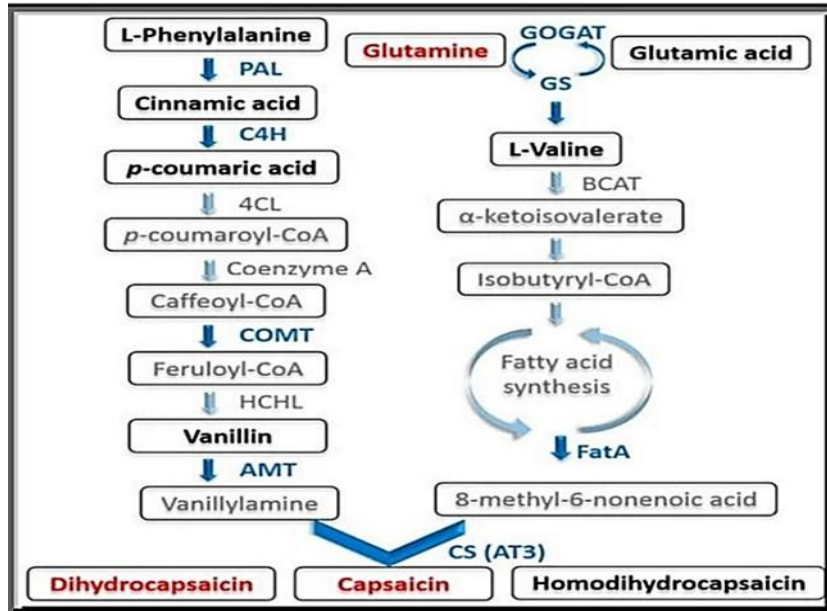 L-Phenylalanine
PAL
Cinnamic acid
C4H
p-coumaric acid
4CL
p-coumaroyl-CoA
Coenzyme A
Caffeoyl-CoA
COMT
Feruloyl-CoA
HCHL
Vanillin
AMT
Vanillylamine
Glutamine
GOGAT
Glutamic acid
GS
L-Valine
BCAT
α-ketoisovalerate
Isobutyryl-CoA
Fatty acid
synthesis
FatA
8-methyl-6-nonenoic acid
CS (AT3)
Dihydrocapsaicin
Capsaicin
Homodihydrocapsaicin